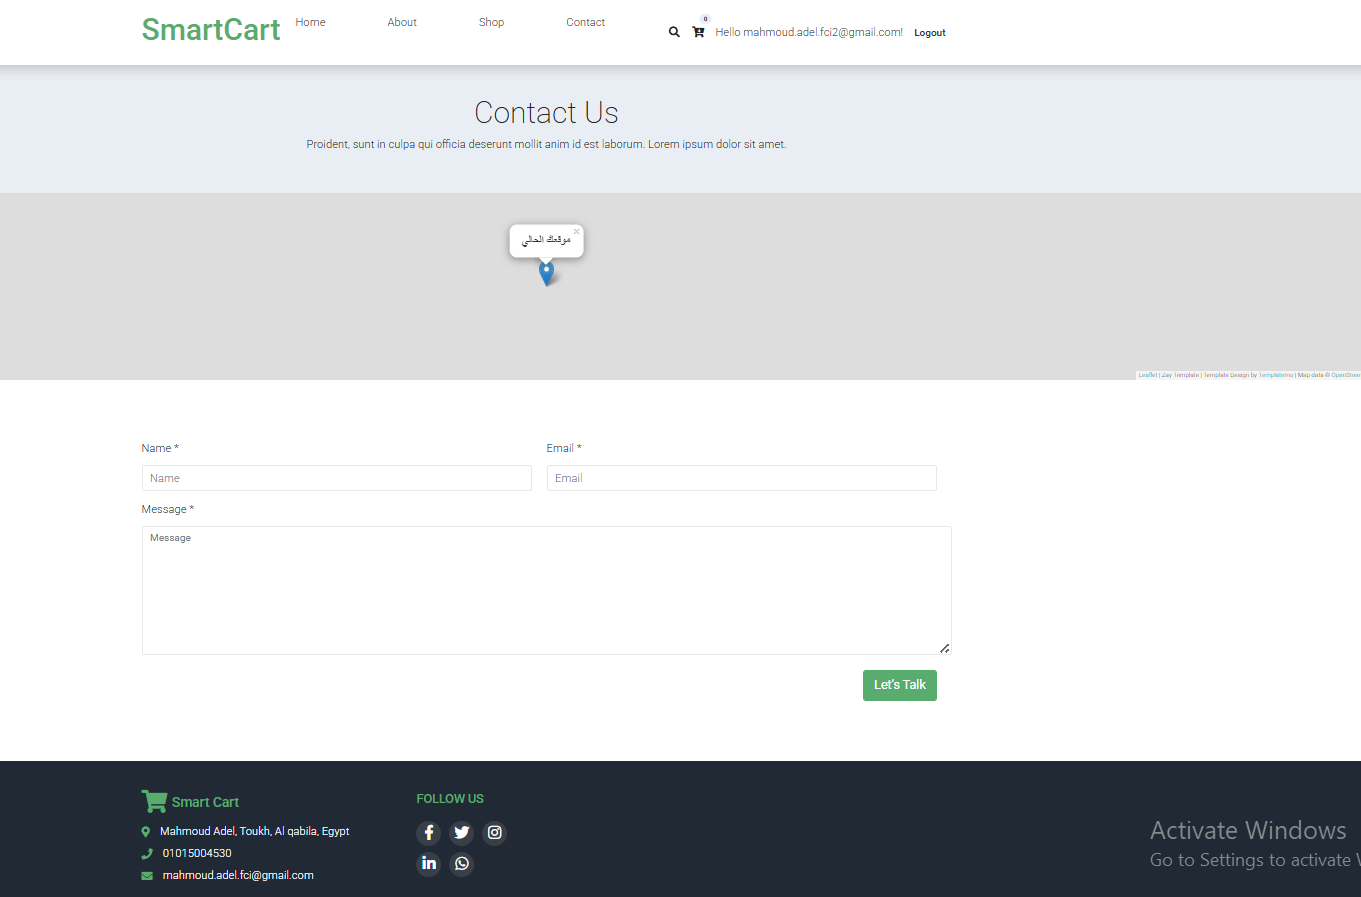 SmartCart Home About Shop Contact 0 Hello mahmoud.adel.fci2@gmail.com! Logout
Contact Us
Proident, sunt in culpa qui officia deserunt mollit anim id est laborum. Lorem ipsum dolor sit amet.
موقعك الحالي ×
Leaflet | Zay Template | Template Design by Templatemo | Map data © OpenStree
Name * Email *
Name Email
Message *
Message
Let's Talk
Smart Cart FOLLOW US
Mahmoud Adel, Toukh, Al qabila, Egypt
01015004530
mahmoud.adel.fci@gmail.com
Activate Windows
Go to Settings to activate W